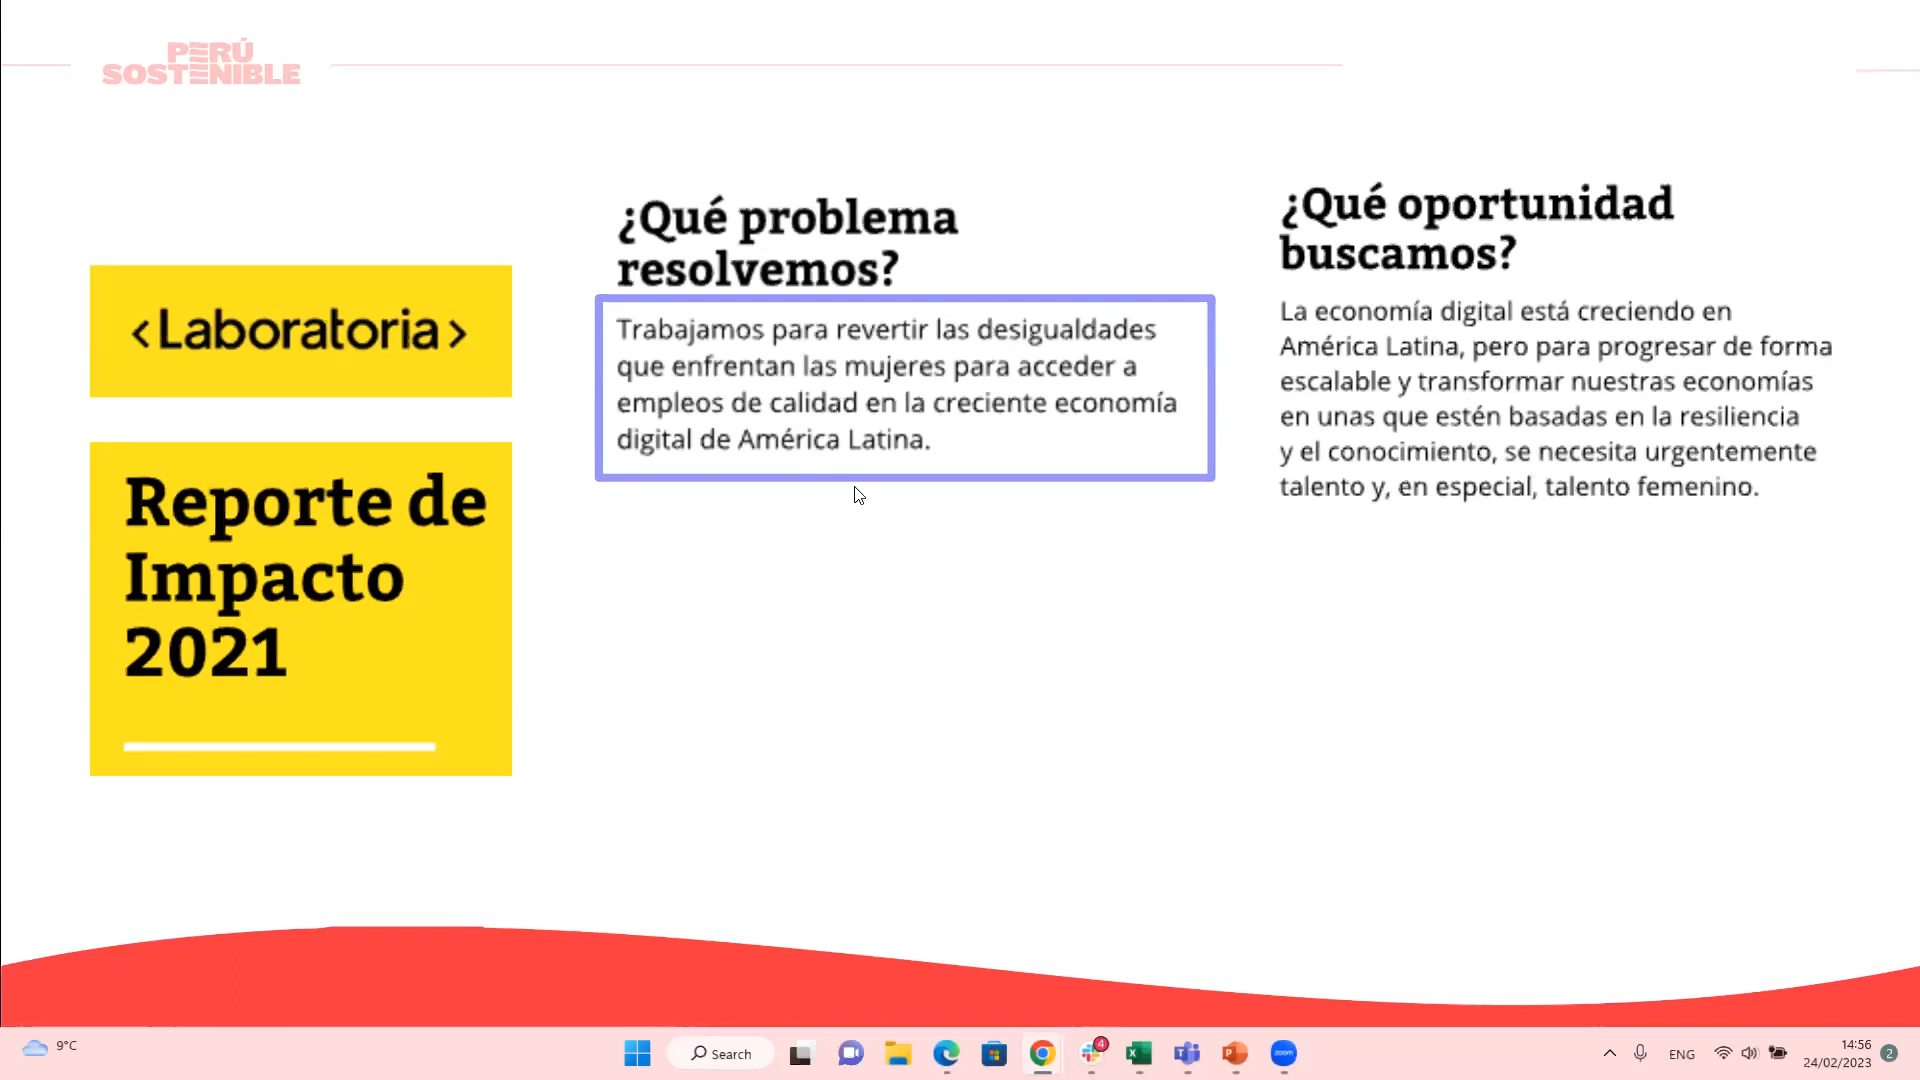 PERÚ
SOSTENIBLE
<Laboratoria>
Reporte de
Impacto
2021
¿Qué problema
resolvemos?
Trabajamos para revertir las desigualdades
que enfrentan las mujeres para acceder a
empleos de calidad en la creciente economía
digital de América Latina.
¿Qué oportunidad
buscamos?
La economía digital está creciendo en
América Latina, pero para progresar de forma
escalable y transformar nuestras economías
en unas que estén basadas en la resiliencia
y el conocimiento, se necesita urgentemente
talento y, en especial, talento femenino.
9°C
Search
4
zoom
ENG
14:56
24/02/2023
2